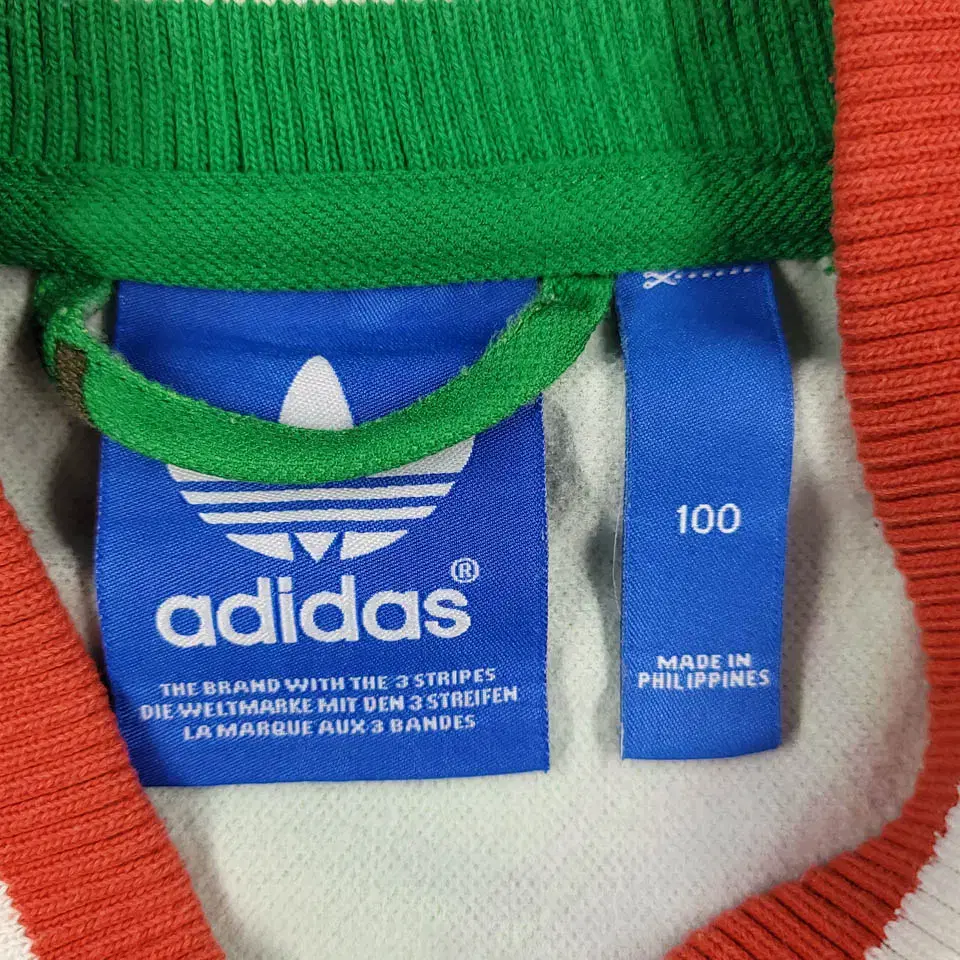 adidas®
THE BRAND WITH THE 3 STRIPES
DIE WELTMARKE MIT DEN 3 STREIFEN
LA MARQUE AUX 3 BANDES
100
MADE IN
PHILIPPINES